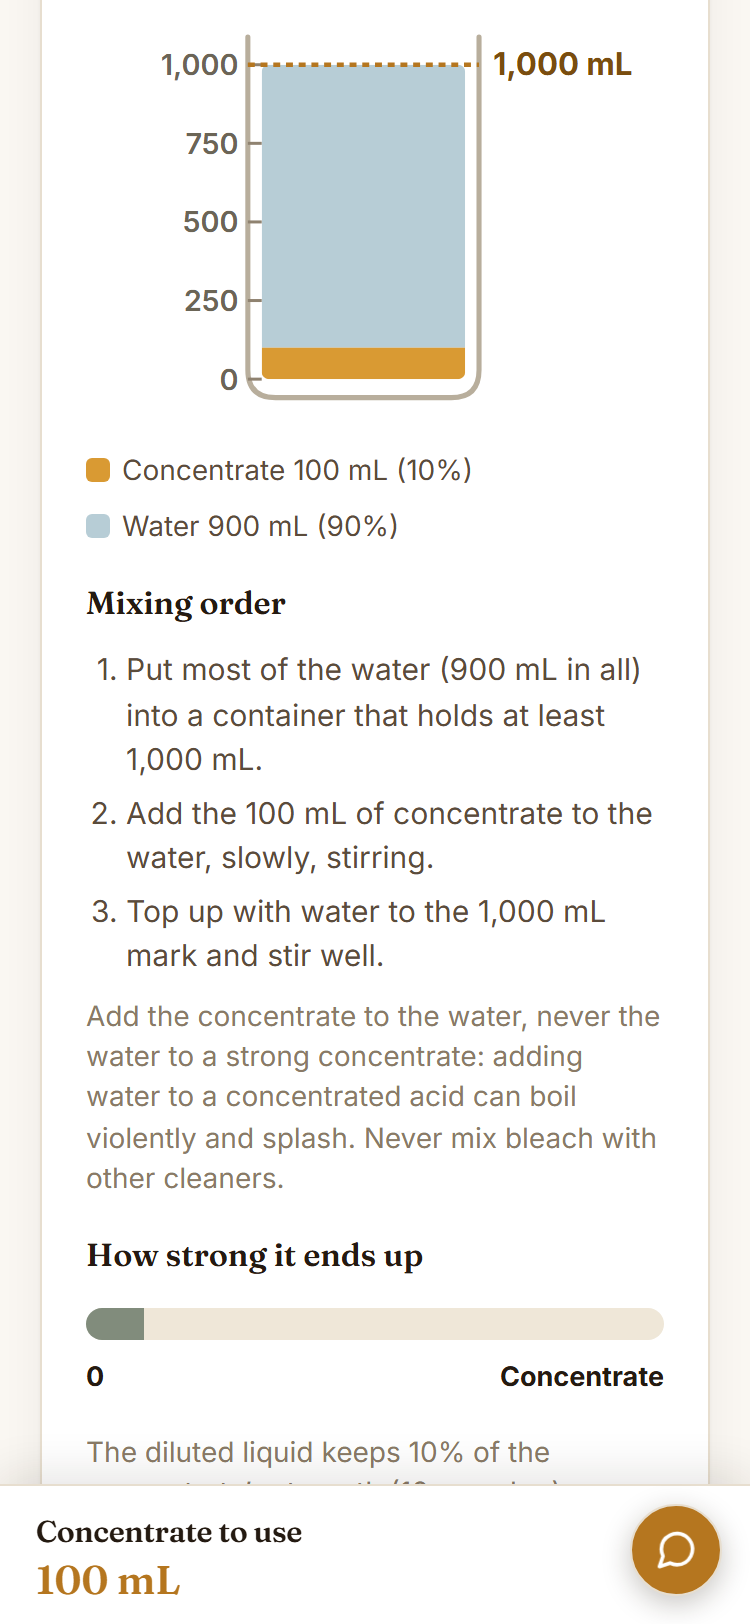 1,000
1,000 mL
750
500
250
0
Concentrate 100 mL (10%)
Water 900 mL (90%)
Mixing order
1. Put most of the water (900 mL in all)
into a container that holds at least
1,000 mL.
2. Add the 100 mL of concentrate to the
water, slowly, stirring.
3. Top up with water to the 1,000 mL
mark and stir well.
Add the concentrate to the water, never the
water to a strong concentrate: adding
water to a concentrated acid can boil
violently and splash. Never mix bleach with
other cleaners.
How strong it ends up
0
Concentrate
The diluted liquid keeps 10% of the
Concentrate to use
100 mL